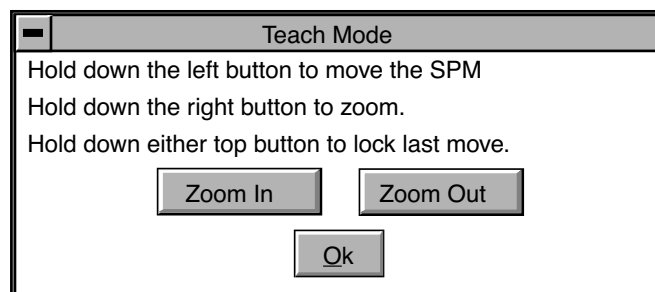 Teach Mode
Hold down the left button to move the SPM
Hold down the right button to zoom.
Hold down either top button to lock last move.
Zoom In Zoom Out
Ok